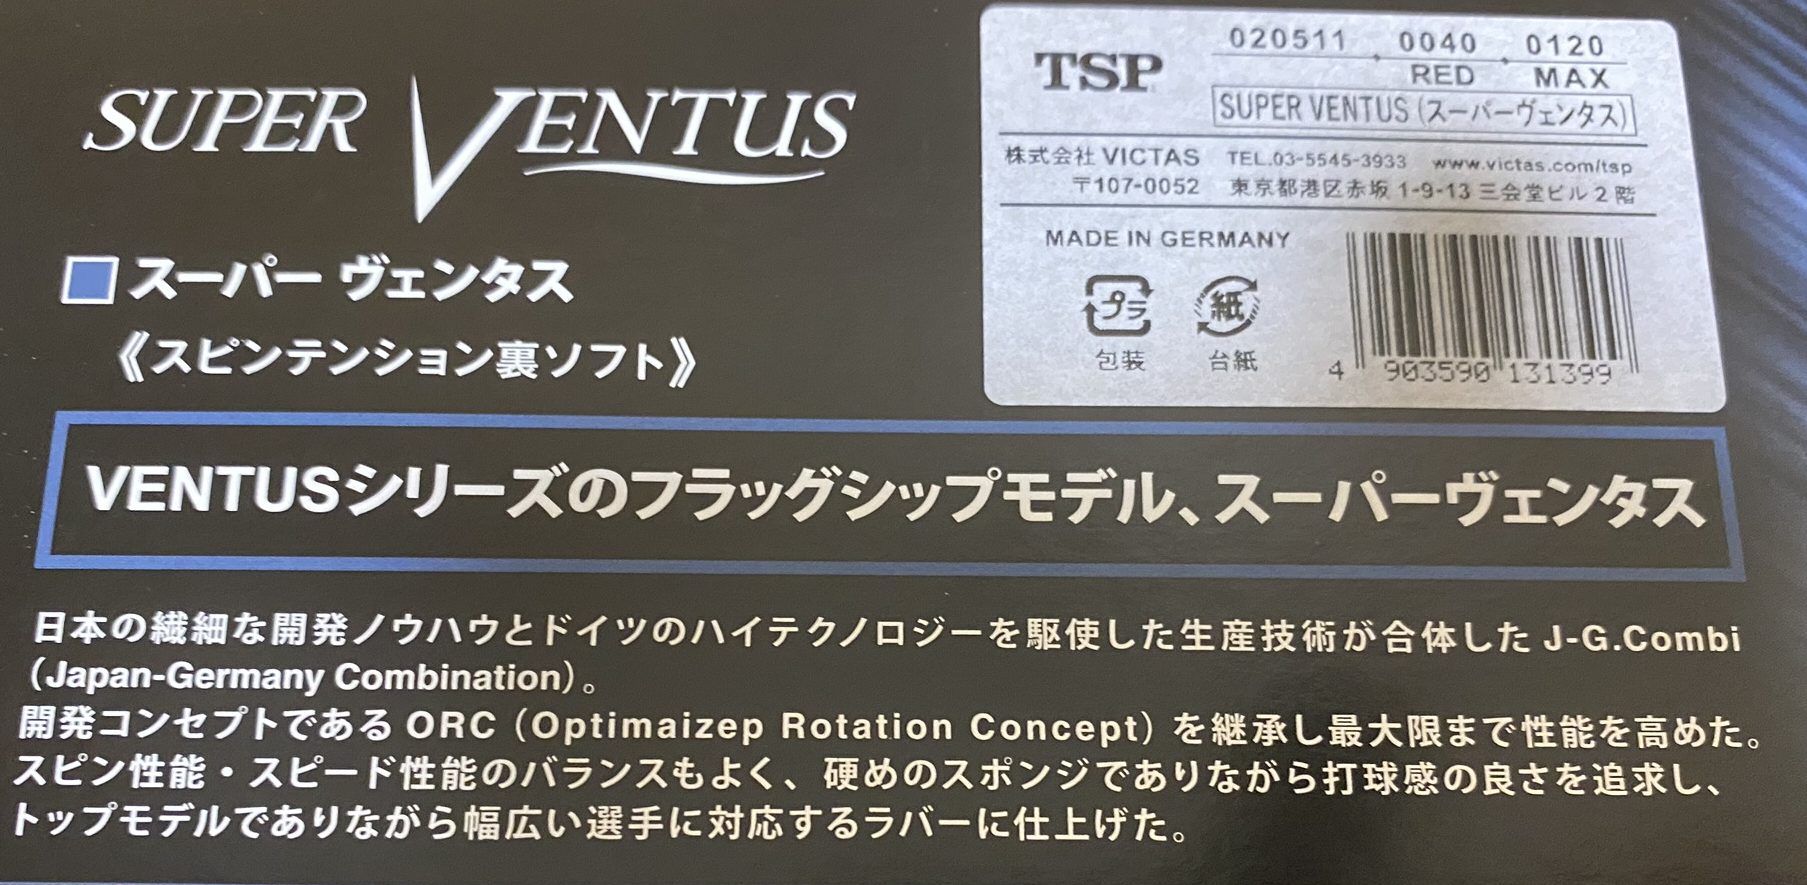 SUPER VENTUS
スーパー ヴェンタス
《スピンテンション裏ソフト》
TSP
020511 0040 0120
RED MAX
SUPER VENTUS (スーパーヴェンタス)
株式会社 VICTAS TEL.03-5545-3933 www.victas.com/tsp
〒107-0052 東京都港区赤坂 1-9-13 三会堂ビル 2 階
MADE IN GERMANY
プラ 紙
包装 台紙
4 903590 131399
VENTUSシリーズのフラッグシップモデル、スーパーヴェンタス
日本の繊細な開発ノウハウとドイツのハイテクノロジーを駆使した生産技術が合体した J-G.Combi
（Japan-Germany Combination）。
開発コンセプトである ORC（Optimaizep Rotation Concept）を継承し最大限まで性能を高めた。
スピン性能・スピード性能のバランスもよく、硬めのスポンジでありながら打球感の良さを追求し、
トップモデルでありながら幅広い選手に対応するラバーに仕上げた。